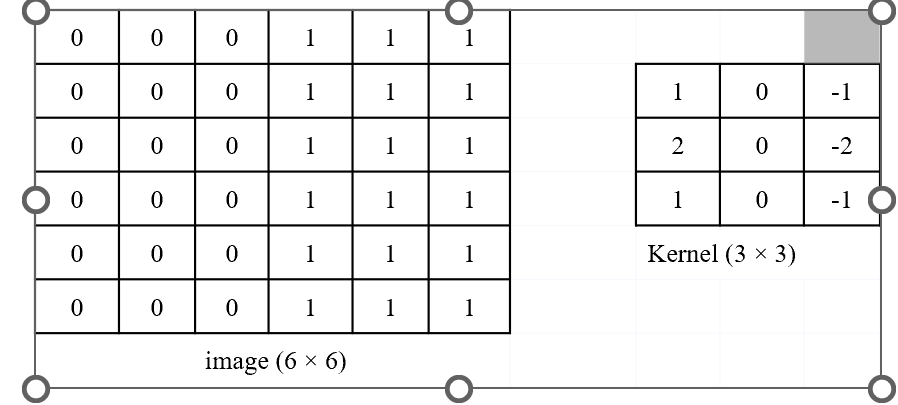 0 0 0 1 1 1
0 0 0 1 1 1 1 0 -1
0 0 0 1 1 1 2 0 -2
0 0 0 1 1 1 1 0 -1
0 0 0 1 1 1 Kernel (3 × 3)
0 0 0 1 1 1
image (6 × 6)